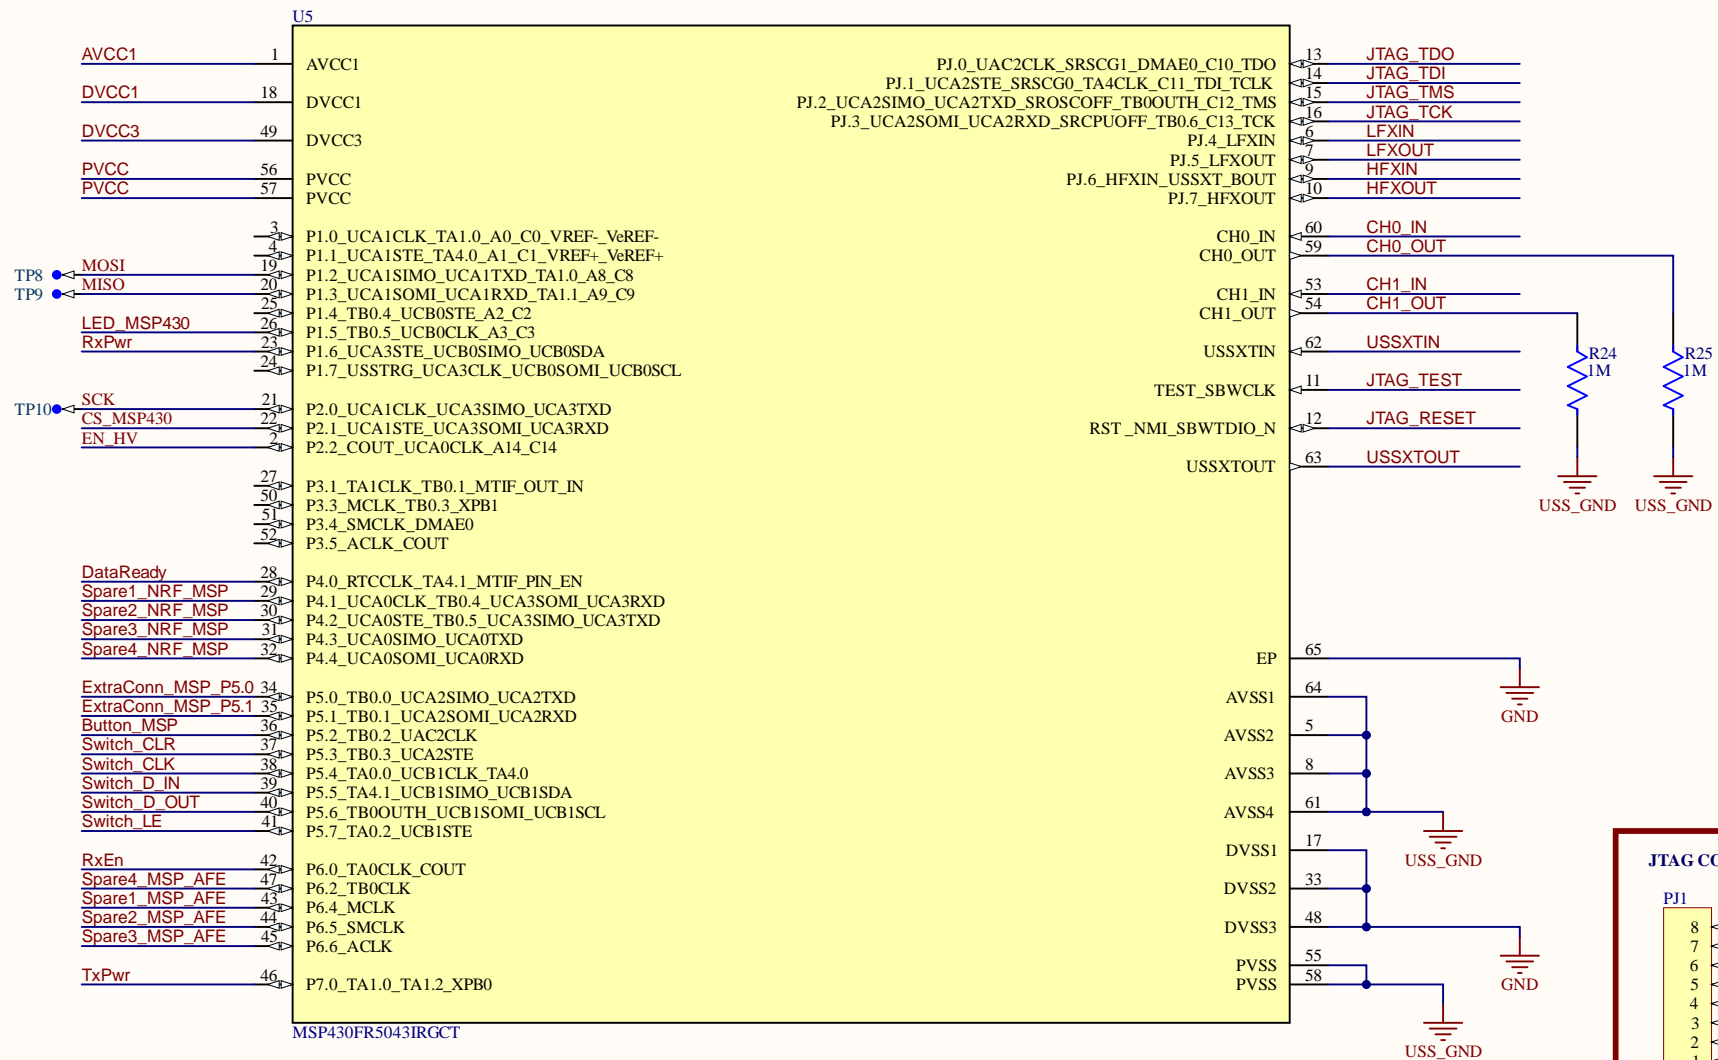 U5
AVCC1 1 AVCC1
DVCC1 18 DVCC1
DVCC3 49 DVCC3
PVCC 56 PVCC
PVCC 57 PVCC
3 P1.0_UCA1CLK_TA1.0_A0_C0_VREF-_VeREF-
4 P1.1_UCA1STE_TA4.0_A1_C1_VREF+_VeREF+
TP8 MOSI 19 P1.2_UCA1SIMO_UCA1TXD_TA1.0_A8_C8
TP9 MISO 20 P1.3_UCA1SOMI_UCA1RXD_TA1.1_A9_C9
25 P1.4_TB0.4_UCB0STE_A2_C2
LED_MSP430 26 P1.5_TB0.5_UCB0CLK_A3_C3
RxPwr 23 P1.6_UCA3STE_UCB0SIMO_UCB0SDA
24 P1.7_USSTRG_UCA3CLK_UCB0SOMI_UCB0SCL
TP10 SCK 21 P2.0_UCA1CLK_UCA3SIMO_UCA3TXD
CS_MSP430 22 P2.1_UCA1STE_UCA3SOMI_UCA3RXD
EN_HV 2 P2.2_COUT_UCA0CLK_A14_C14
27 P3.1_TA1CLK_TB0.1_MTIF_OUT_IN
50 P3.3_MCLK_TB0.3_XPB1
51 P3.4_SMCLK_DMAE0
52 P3.5_ACLK_COUT
DataReady 28 P4.0_RTCCLK_TA4.1_MTIF_PIN_EN
Spare1_NRF_MSP 29 P4.1_UCA0CLK_TB0.4_UCA3SOMI_UCA3RXD
Spare2_NRF_MSP 30 P4.2_UCA0STE_TB0.5_UCA3SIMO_UCA3TXD
Spare3_NRF_MSP 31 P4.3_UCA0SIMO_UCA0TXD
Spare4_NRF_MSP 32 P4.4_UCA0SOMI_UCA0RXD
ExtraConn_MSP_P5.0 34 P5.0_TB0.0_UCA2SIMO_UCA2TXD
ExtraConn_MSP_P5.1 35 P5.1_TB0.1_UCA2SOMI_UCA2RXD
Button_MSP 36 P5.2_TB0.2_UAC2CLK
Switch_CLR 37 P5.3_TB0.3_UCA2STE
Switch_CLK 38 P5.4_TA0.0_UCB1CLK_TA4.0
Switch_D_IN 39 P5.5_TA4.1_UCB1SIMO_UCB1SDA
Switch_D_OUT 40 P5.6_TB0OUTH_UCB1SOMI_UCB1SCL
Switch_LE 41 P5.7_TA0.2_UCB1STE
RxEn 42 P6.0_TA0CLK_COUT
Spare4_MSP_AFE 47 P6.2_TB0CLK
Spare1_MSP_AFE 43 P6.4_MCLK
Spare2_MSP_AFE 44 P6.5_SMCLK
Spare3_MSP_AFE 45 P6.6_ACLK
TxPwr 46 P7.0_TA1.0_TA1.2_XPB0
MSP430FR5043IRGCT
PJ.0_UAC2CLK_SRSCG1_DMAE0_C10_TDO 13 JTAG_TDO
PJ.1_UCA2STE_SRSCG0_TA4CLK_C11_TDI_TCLK 14 JTAG_TDI
PJ.2_UCA2SIMO_UCA2TXD_SROSCOFF_TB0OUTH_C12_TMS 15 JTAG_TMS
PJ.3_UCA2SOMI_UCA2RXD_SRCPUOFF_TB0.6_C13_TCK 16 JTAG_TCK
PJ.4_LFXIN 6 LFXIN
PJ.5_LFXOUT 7 LFXOUT
PJ.6_HFXIN_USSXT_BOUT 9 HFXIN
PJ.7_HFXOUT 10 HFXOUT
CH0_IN 60 CH0_IN
CH0_OUT 59 CH0_OUT
CH1_IN 53 CH1_IN
CH1_OUT 54 CH1_OUT
USSXTIN 62 USSXTIN
TEST_SBWCLK 11 JTAG_TEST
RST _NMI_SBWTDIO_N 12 JTAG_RESET
USSXTOUT 63 USSXTOUT
R24
1M
R25
1M
USS_GND USS_GND
EP 65
GND
AVSS1 64
AVSS2 5
AVSS3 8
AVSS4 61
USS_GND
DVSS1 17
DVSS2 33
DVSS3 48
GND
PVSS 55
PVSS 58
USS_GND
JTAG CO
PJ1
8
7
6
5
4
3
2
1